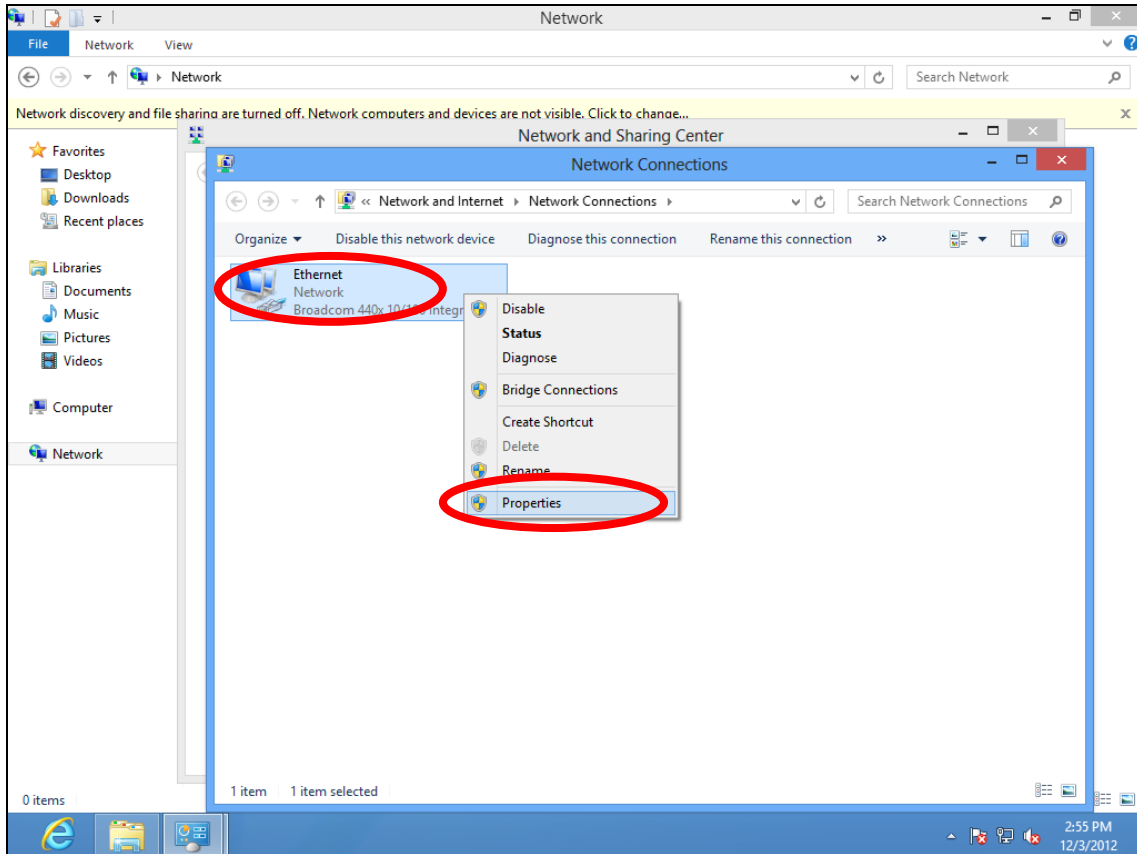 Network
File Network View
Network
Search Network
Network discovery and file sharing are turned off. Network computers and devices are not visible. Click to change...
Favorites
Desktop
Downloads
Recent places
Libraries
Documents
Music
Pictures
Videos
Computer
Network
0 items
Network and Sharing Center
Network Connections
« Network and Internet Network Connections
Search Network Connections
Organize Disable this network device Diagnose this connection Rename this connection »
Ethernet
Network
Broadcom 440x 10/100 Integr
Disable
Status
Diagnose
Bridge Connections
Create Shortcut
Delete
Rename
Properties
1 item 1 item selected
2:55 PM
12/3/2012